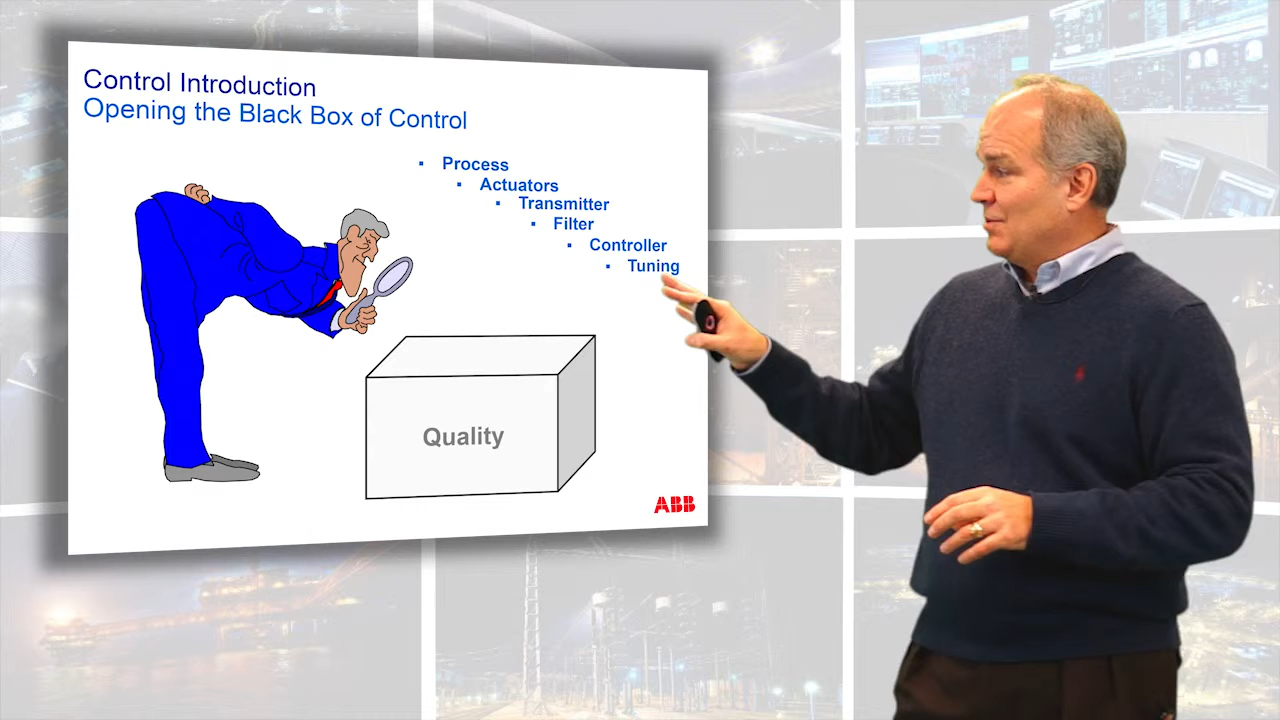 Control Introduction
Opening the Black Box of Control
▪ Process
▪ Actuators
▪ Transmitter
▪ Filter
▪ Controller
▪ Tuning
Quality
ABB